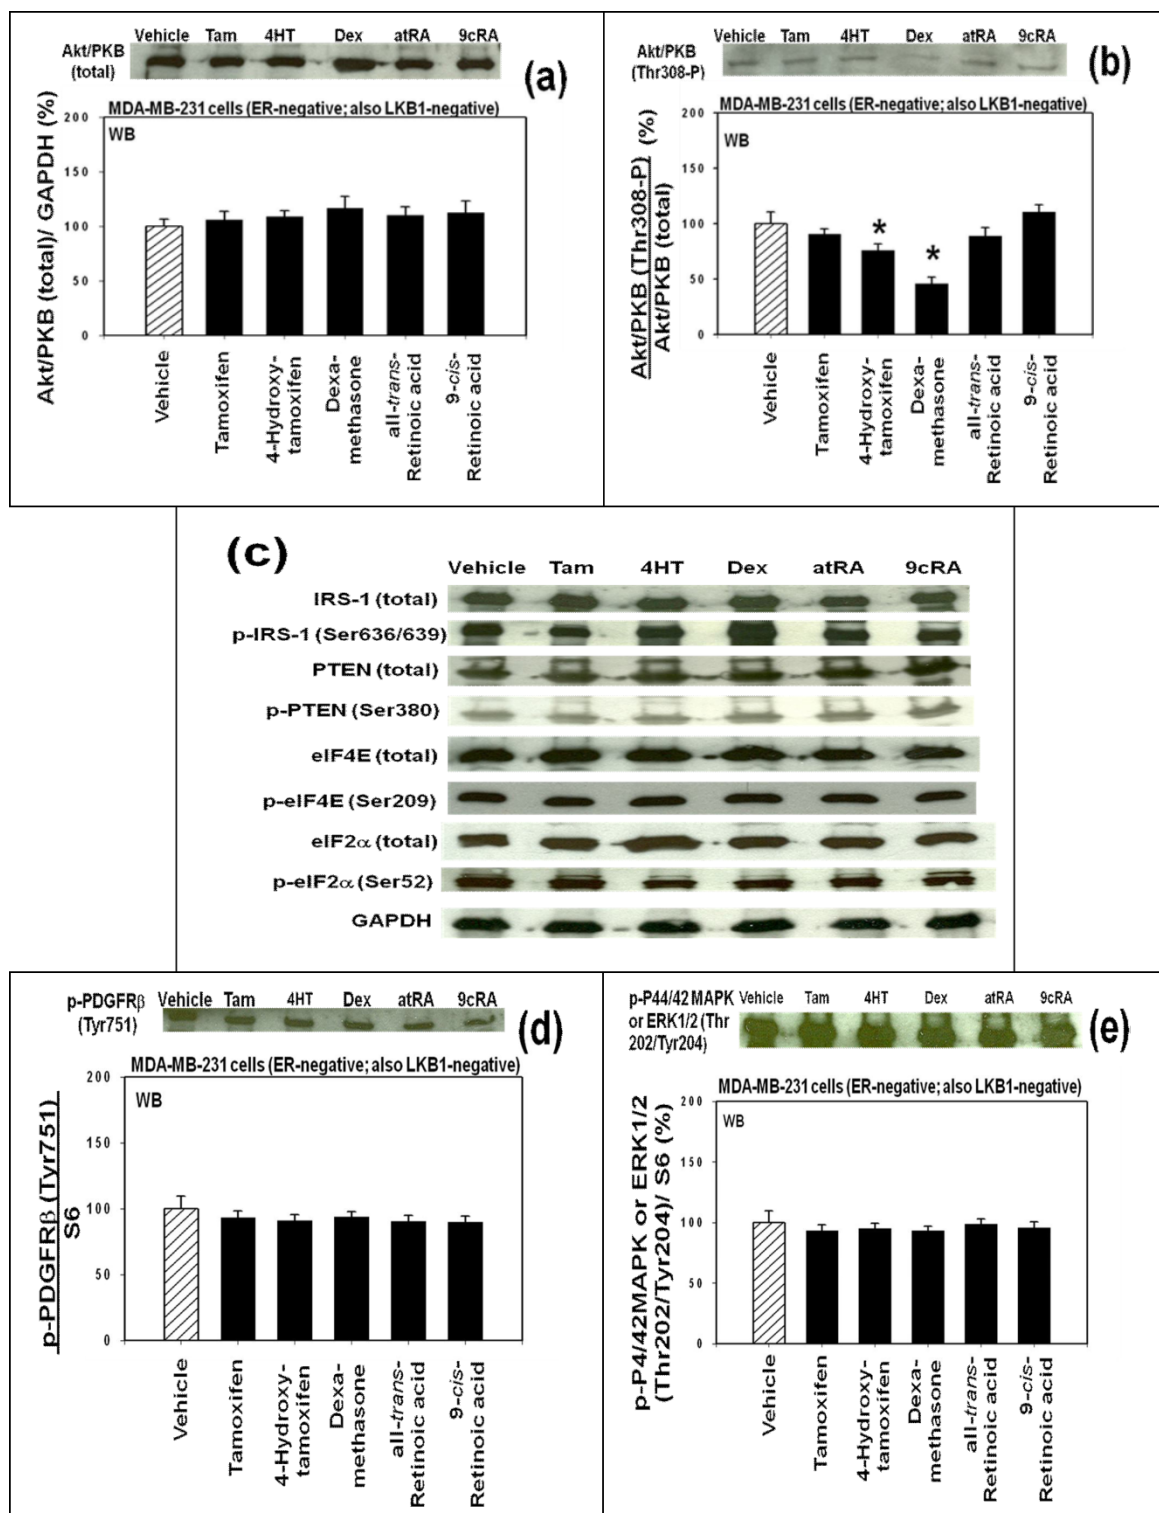 Vehicle Tam 4HT Dex atRA 9cRA
Akt/PKB
(total)
(a)
MDA-MB-231 cells (ER-negative; also LKB1-negative)
WB
Akt/PKB (total)/ GAPDH (%)
200
150
100
50
0
Vehicle
Tamoxifen
4-Hydroxy-
tamoxifen
Dexa-
methasone
all-trans-
Retinoic acid
9-cis-
Retinoic acid
Vehicle Tam 4HT Dex atRA 9cRA
Akt/PKB
(Thr308-P)
(b)
MDA-MB-231 cells (ER-negative; also LKB1-negative)
WB
Akt/PKB (Thr308-P) (%)
Akt/PKB (total)
200
150
100
50
0
* *
Vehicle
Tamoxifen
4-Hydroxy-
tamoxifen
Dexa-
methasone
all-trans-
Retinoic acid
9-cis-
Retinoic acid
(c)
Vehicle Tam 4HT Dex atRA 9cRA
IRS-1 (total)
p-IRS-1 (Ser636/639)
PTEN (total)
p-PTEN (Ser380)
eIF4E (total)
p-eIF4E (Ser209)
eIF2α (total)
p-eIF2α (Ser52)
GAPDH
p-PDGFRβ
(Tyr751)
Vehicle Tam 4HT Dex atRA 9cRA
(d)
MDA-MB-231 cells (ER-negative; also LKB1-negative)
WB
p-PDGFRβ (Tyr751)
S6
200
150
100
50
0
Vehicle
Tamoxifen
4-Hydroxy-
tamoxifen
Dexa-
methasone
all-trans-
Retinoic acid
9-cis-
Retinoic acid
p-P44/42 MAPK
or ERK1/2 (Thr
202/Tyr204)
Vehicle Tam 4HT Dex atRA 9cRA
(e)
MDA-MB-231 cells (ER-negative; also LKB1-negative)
WB
p-P4/42MAPK or ERK1/2
(Thr202/Tyr204)/ S6 (%)
200
150
100
50
0
Vehicle
Tamoxifen
4-Hydroxy-
tamoxifen
Dexa-
methasone
all-trans-
Retinoic acid
9-cis-
Retinoic acid